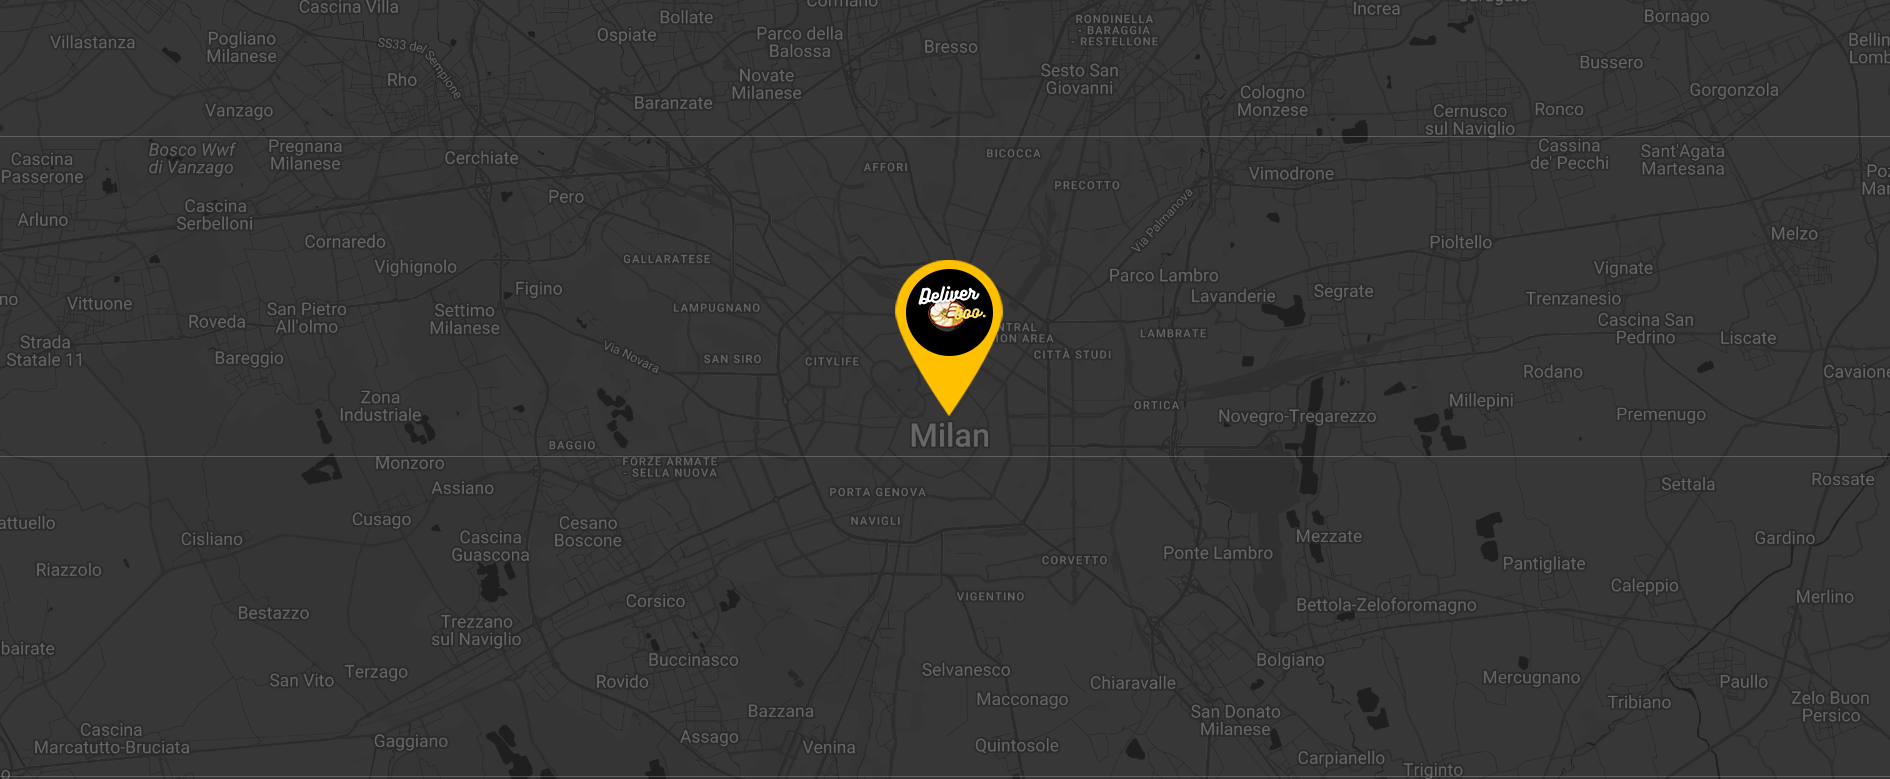 Cascina Villa
Bollate
Cormano
Increa
Bornago
Villastanza
Pogliano
Milanese
SS33 del Sempione
Ospiate
Parco della
Balossa
Bresso
RONDINELLA
- BARAGGIA
- RESTELLONE
Bussero
Rho
Novate
Milanese
Sesto San
Giovanni
Vanzago
Baranzate
Cologno
Monzese
Cernusco
sul Naviglio
Ronco
Gorgonzola
Cascina
Passerone
Bosco Wwf
di Vanzago
Pregnana
Milanese
Cerchiate
AFFORI
BICOCCA
Cassina
de' Pecchi
Sant'Agata
Martesana
Pero
PRECOTTO
Vimodrone
Arluno
Cascina
Serbelloni
Via Palmanova
Cornaredo
Pioltello
Melzo
Vighignolo
GALLARATESE
Parco Lambro
Vignate
Vittuone
Figino
Lavanderie
Segrate
Trenzanesio
Roveda
San Pietro
All'olmo
Settimo
Milanese
LAMPUGNANO
Deliver
Boo.
LAMBRATE
Cascina San
Pedrino
Liscate
Strada
Statale 11
Bareggio
Via Novara
SAN SIRO
CITYLIFE
NTRAL
ION AREA
CITTÀ STUDI
Rodano
Cavaione
Zona
Industriale
ORTICA
Novegro-Tregarezzo
Millepini
Premenugo
Milan
BAGGIO
Monzoro
FORZE ARMATE
- SELLA NUOVA
Assiano
PORTA GENOVA
Settala
Rossate
attuello
Cusago
Cesano
Boscone
NAVIGLI
Cisliano
Cascina
Guascona
Mezzate
Gardino
Riazzolo
CORVETTO
Ponte Lambro
Pantigliate
Caleppio
Bestazzo
Corsico
VIGENTINO
Bettola-Zeloforomagno
Merlino
Trezzano
sul Naviglio
bairate
Terzago
San Vito
Buccinasco
Rovido
Selvanesco
Chiaravalle
Bolgiano
Mercugnano
Paullo
Macconago
Tribiano
Zelo Buon
Persico
Cascina
Marcatutto-Bruciata
Gaggiano
Bazzana
Assago
Venina
Quintosole
San Donato
Milanese
Carpianello
Triginto